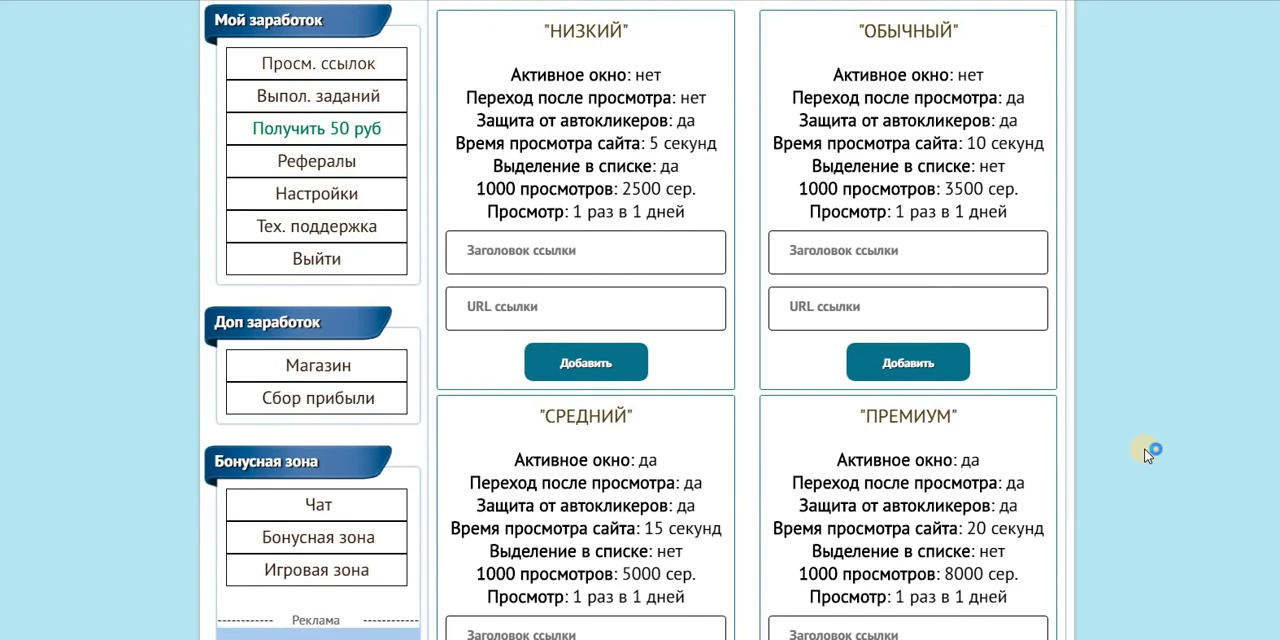 Мой заработок
Просм. ссылок
Выпол. заданий
Получить 50 руб
Рефералы
Настройки
Тех. поддержка
Выйти
Доп заработок
Магазин
Сбор прибыли
Бонусная зона
Чат
Бонусная зона
Игровая зона
------------ Реклама ------------
"НИЗКИЙ"
Активное окно: нет
Переход после просмотра: нет
Защита от автокликеров: да
Время просмотра сайта: 5 секунд
Выделение в списке: да
1000 просмотров: 2500 сер.
Просмотр: 1 раз в 1 дней
Заголовок ссылки
URL ссылки
Добавить
"ОБЫЧНЫЙ"
Активное окно: нет
Переход после просмотра: да
Защита от автокликеров: да
Время просмотра сайта: 10 секунд
Выделение в списке: нет
1000 просмотров: 3500 сер.
Просмотр: 1 раз в 1 дней
Заголовок ссылки
URL ссылки
Добавить
"СРЕДНИЙ"
Активное окно: да
Переход после просмотра: да
Защита от автокликеров: да
Время просмотра сайта: 15 секунд
Выделение в списке: нет
1000 просмотров: 5000 сер.
Просмотр: 1 раз в 1 дней
Заголовок ссылки
"ПРЕМИУМ"
Активное окно: да
Переход после просмотра: да
Защита от автокликеров: да
Время просмотра сайта: 20 секунд
Выделение в списке: нет
1000 просмотров: 8000 сер.
Просмотр: 1 раз в 1 дней
Заголовок ссылки